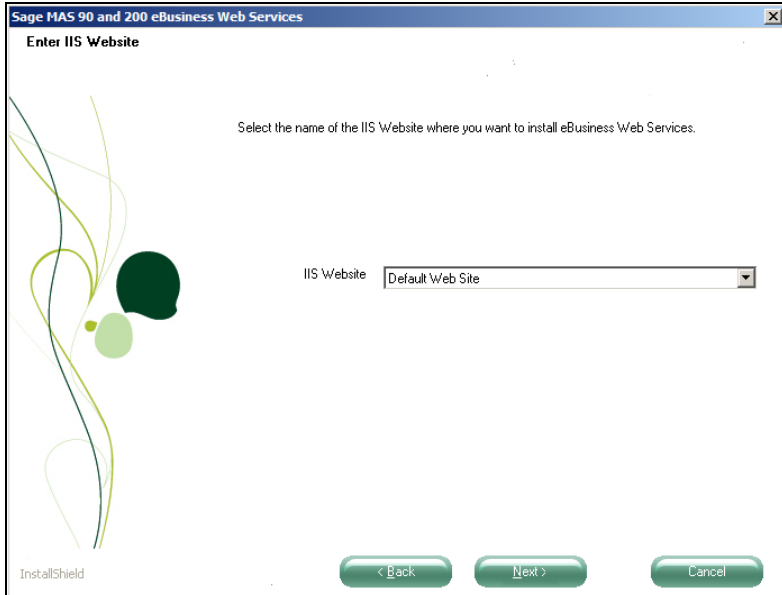 Sage MAS 90 and 200 eBusiness Web Services
Enter IIS Website
Select the name of the IIS Website where you want to install eBusiness Web Services.
IIS Website
Default Web Site
InstallShield
< Back
Next >
Cancel